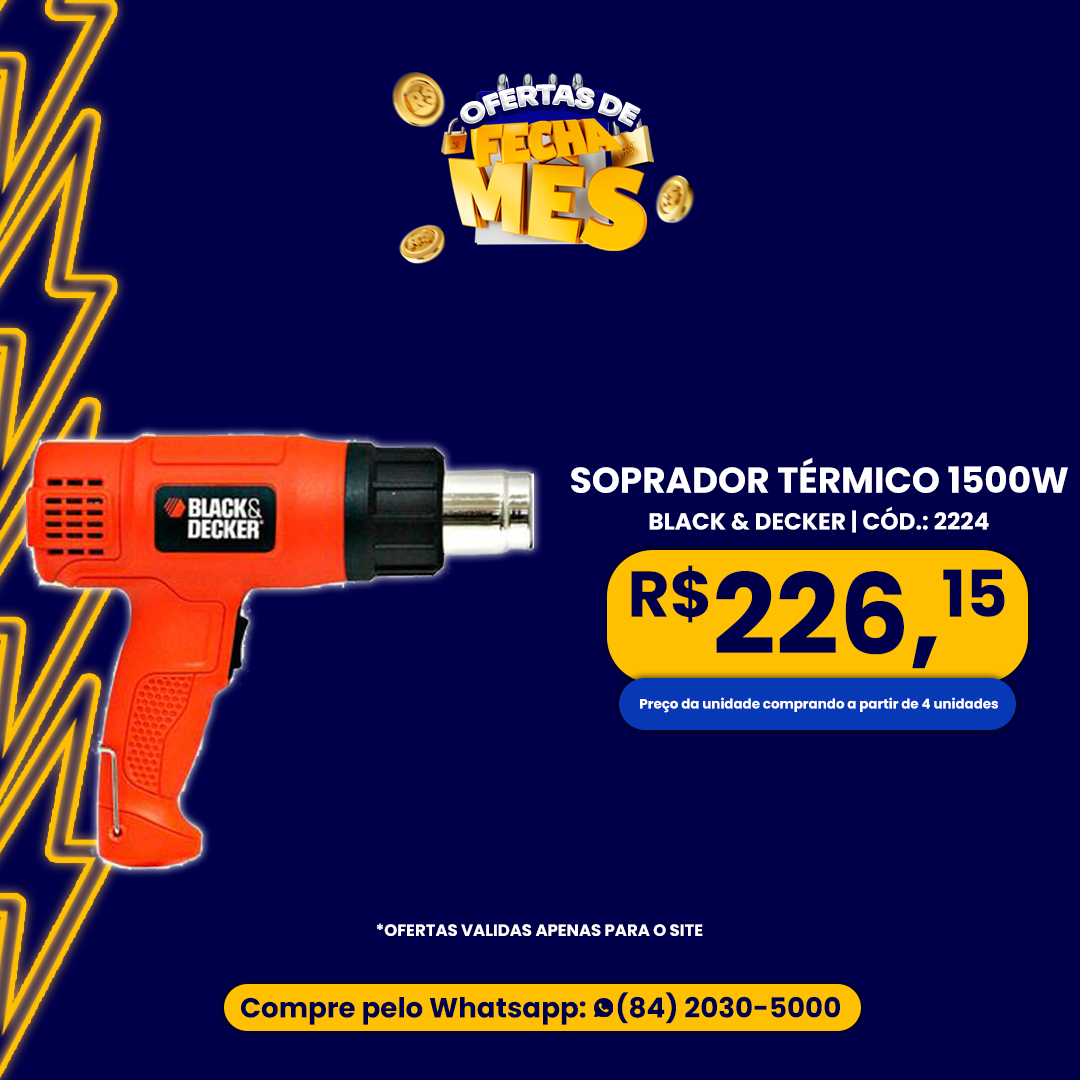 OFERTAS DE
FECHA
MES
BLACK&
DECKER
SOPRADOR TÉRMICO 1500W
BLACK & DECKER | CÓD.: 2224
R$226,15
Preço da unidade comprando a partir de 4 unidades
*OFERTAS VALIDAS APENAS PARA O SITE
Compre pelo Whatsapp: (84) 2030-5000